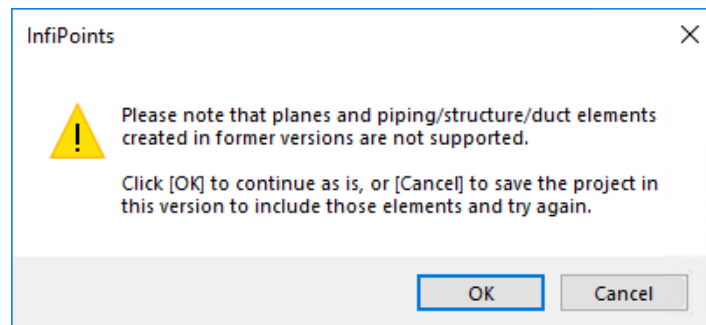 InfiPoints
Please note that planes and piping/structure/duct elements
created in former versions are not supported.
Click [OK] to continue as is, or [Cancel] to save the project in
this version to include those elements and try again.
OK
Cancel